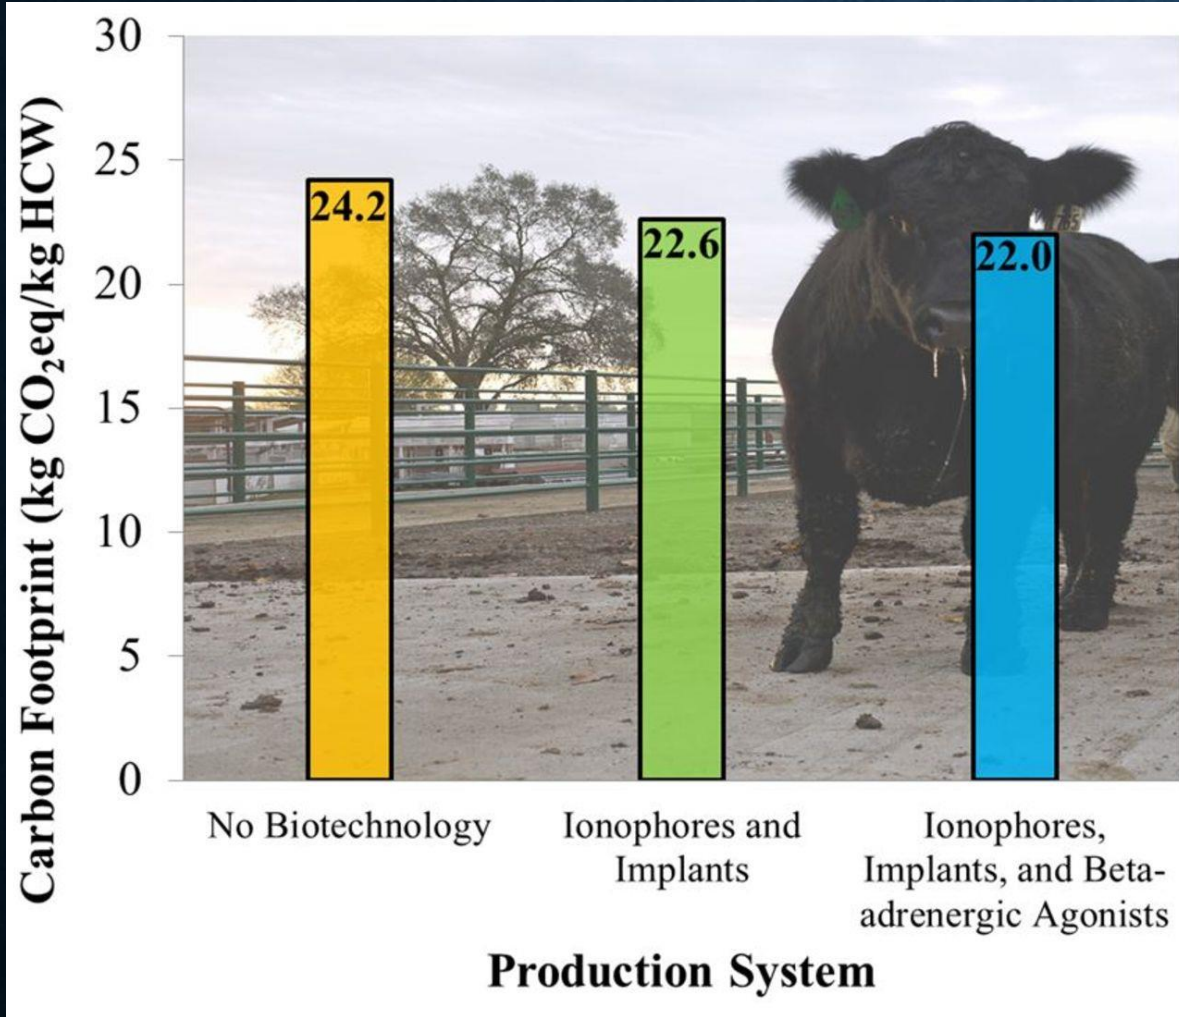 Carbon Footprint (kg CO₂eq/kg HCW)
30
25
20
15
10
5
0
24.2
22.6
22.0
No Biotechnology
Ionophores and
Implants
Ionophores,
Implants, and Beta-
adrenergic Agonists
Production System